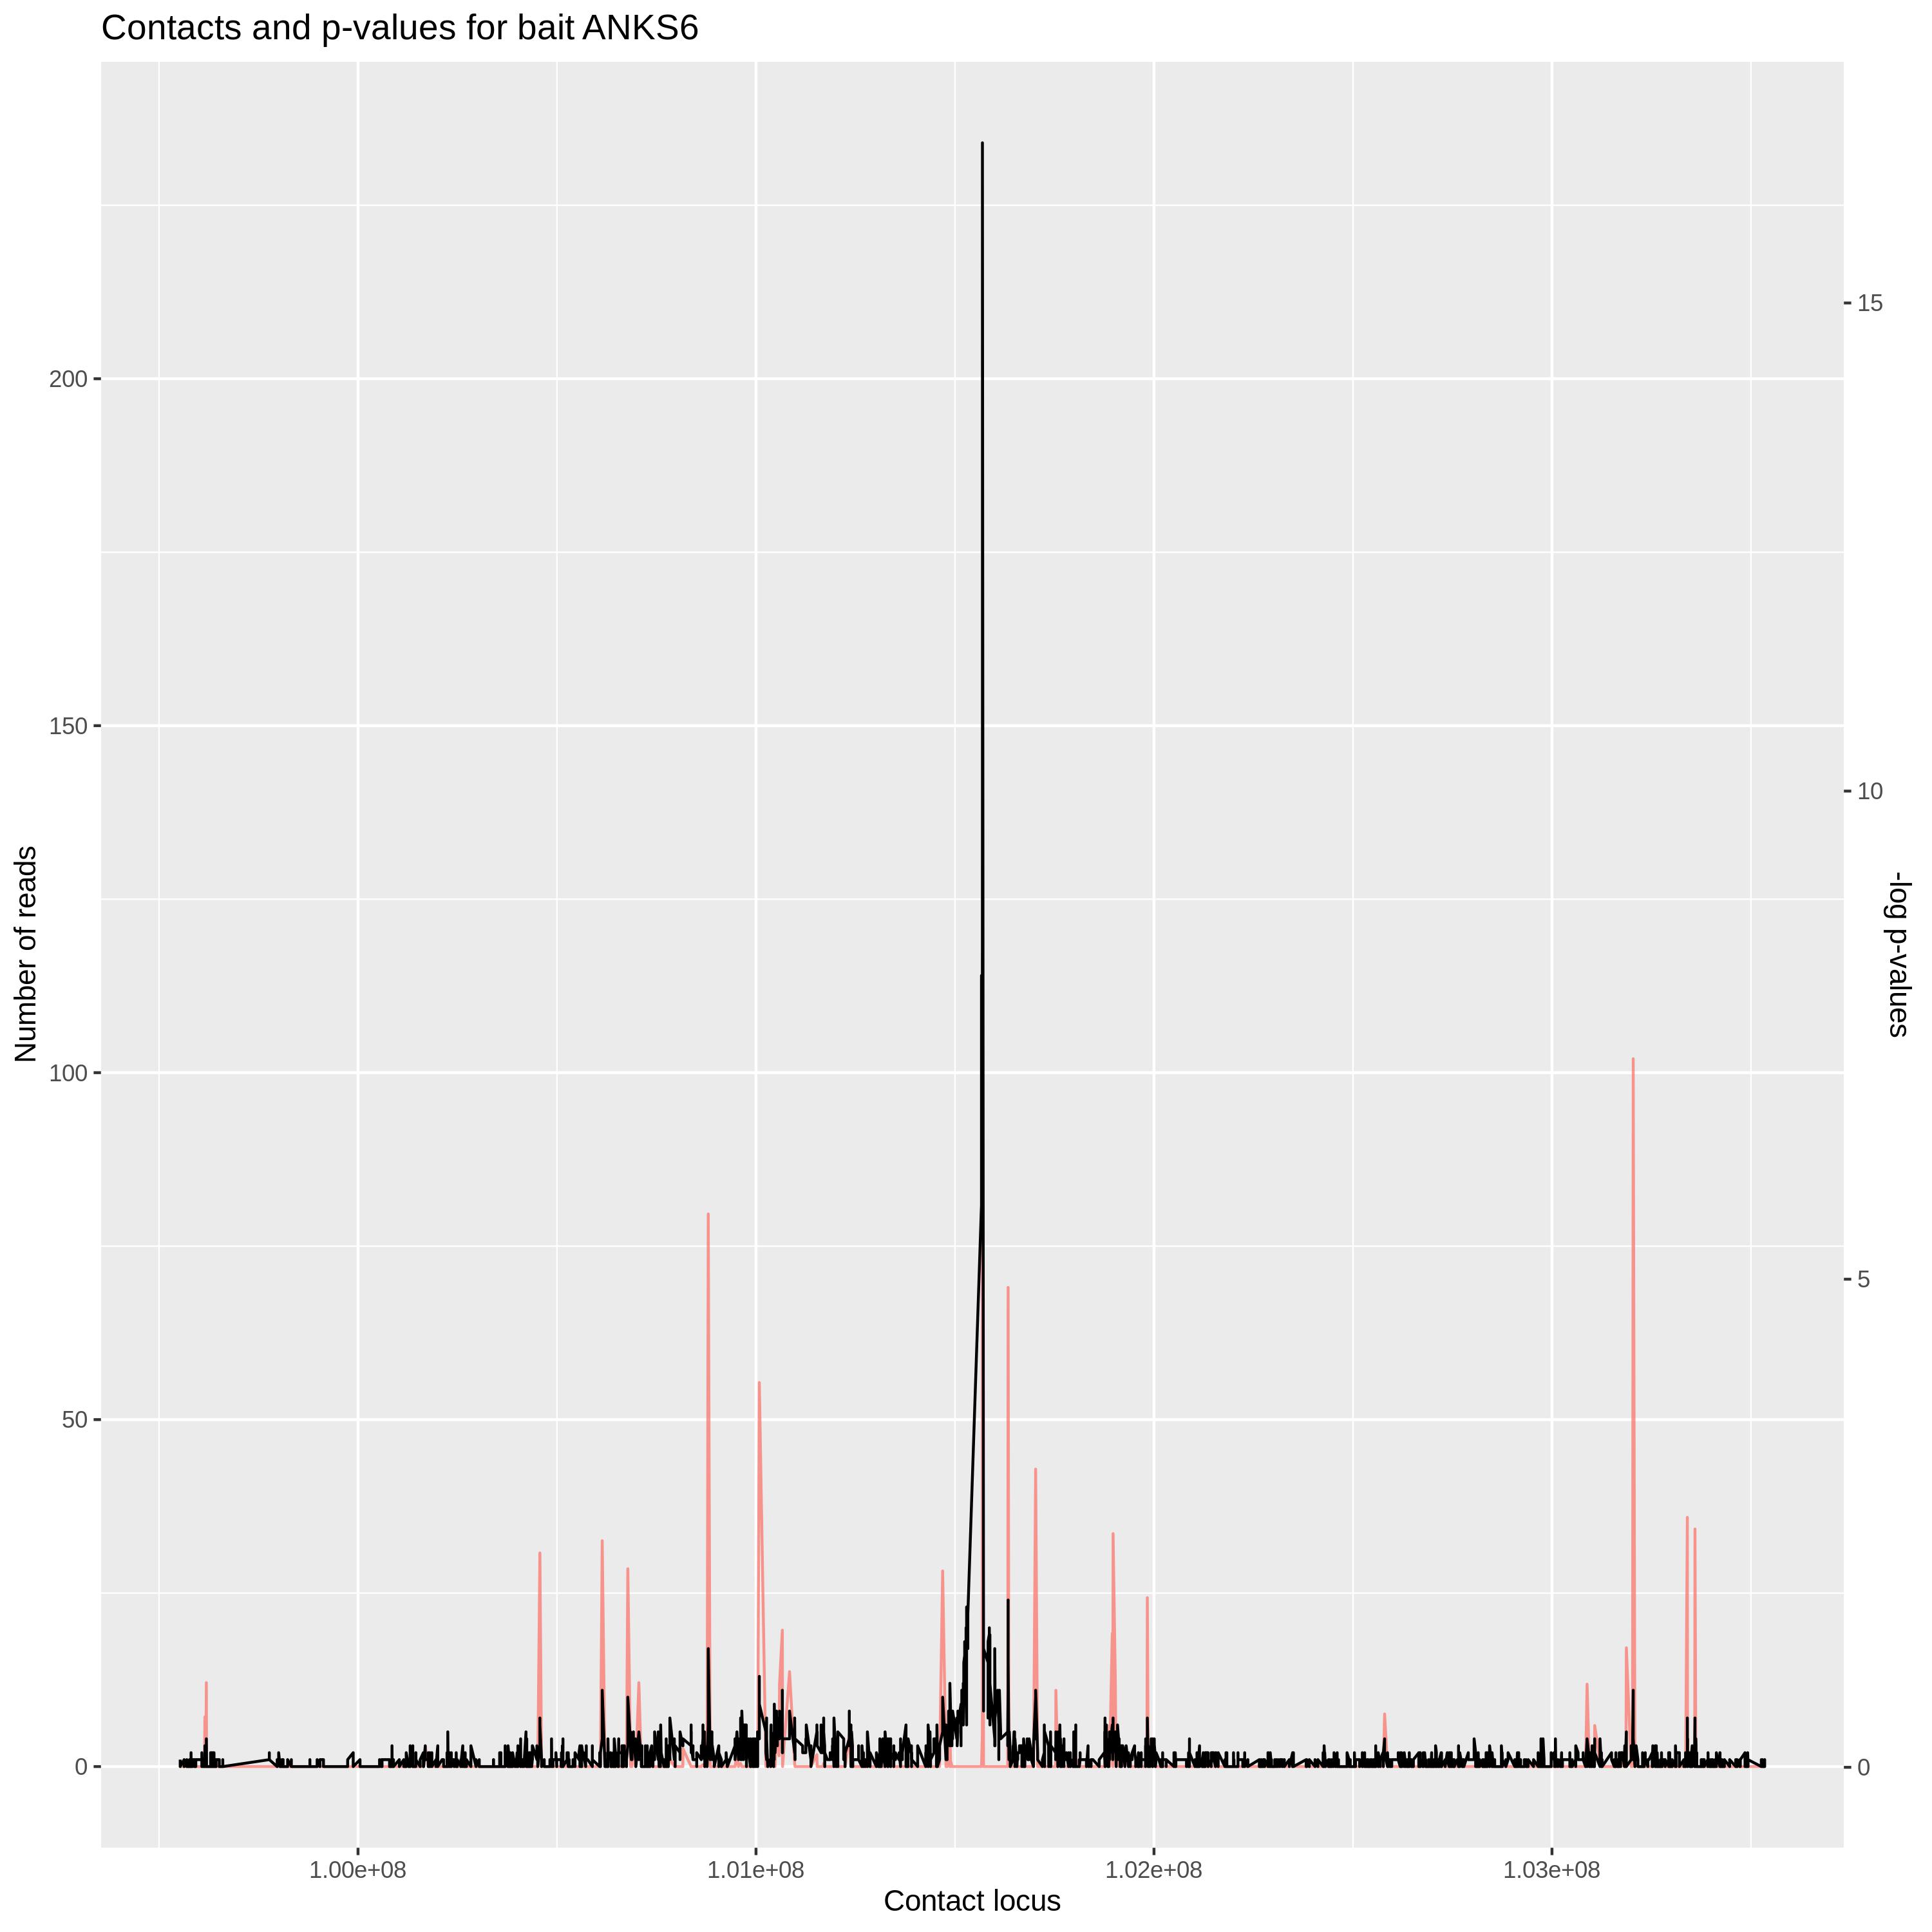 Contacts and p-values for bait ANKS6
Number of reads
200
150
100
50
0
15
10
5
0
-log p-values
1.00e+08
1.01e+08
1.02e+08
1.03e+08
Contact locus